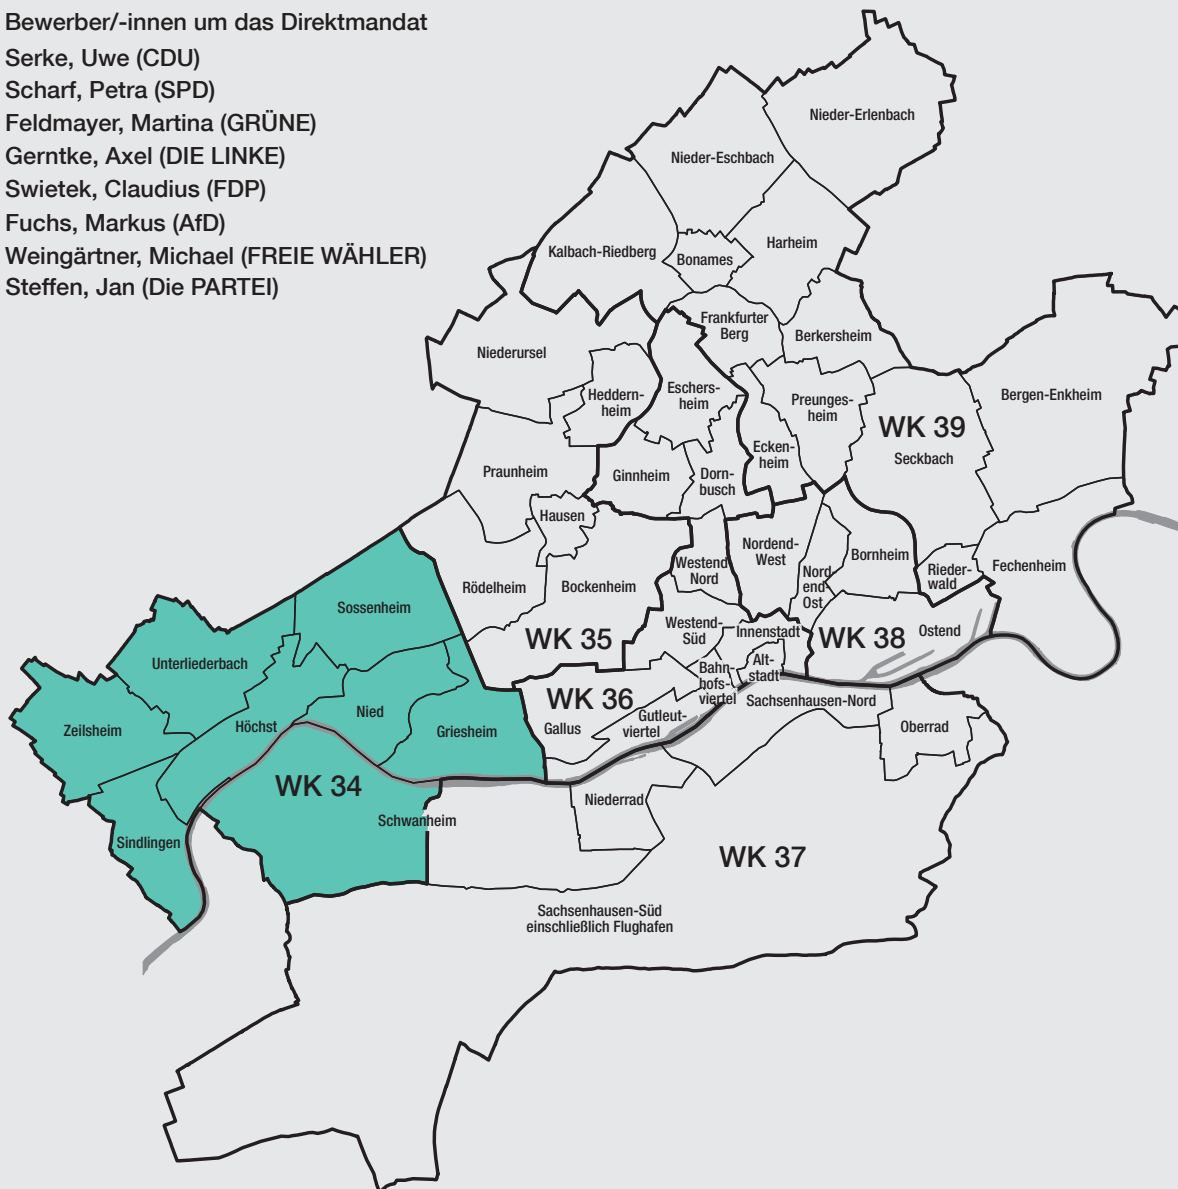 Bewerber/-innen um das Direktmandat
Serke, Uwe (CDU)
Scharf, Petra (SPD)
Feldmayer, Martina (GRÜNE)
Gerntke, Axel (DIE LINKE)
Swietek, Claudius (FDP)
Fuchs, Markus (AfD)
Weingärtner, Michael (FREIE WÄHLER)
Steffen, Jan (Die PARTEI)
Nieder-Erlenbach
Nieder-Eschbach
Harheim
Kalbach-Riedberg
Bonames
Frankfurter
Berg
Berkersheim
Niederursel
Heddern-
heim
Eschers-
heim
Preunges-
heim
Bergen-Enkheim
WK 39
Seckbach
Ecken-
heim
Praunheim
Ginnheim
Dorn-
busch
Hausen
Nordend-
West
Bornheim
Westend
Nord
Nord-
end-
Ost
Rieder-
wald
Fechenheim
Rödelheim
Bockenheim
Sossenheim
WK 35
Westend-
Süd
Innenstadt
WK 38
Ostend
Unterliederbach
Bahn-
hofs-
viertel
Alt-
stadt
WK 36
Sachsenhausen-Nord
Zeilsheim
Höchst
Nied
Griesheim
Gallus
Gutleut-
viertel
Oberrad
WK 34
Niederrad
Schwanheim
Sindlingen
WK 37
Sachsenhausen-Süd
einschließlich Flughafen